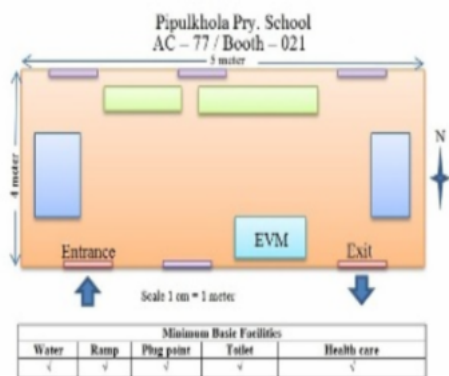 Pipulkhola Pry. School
AC – 77 / Booth – 021
5 meter
4 meter
N
Entrance
EVM
Exit
Scale 1 cm = 1 meter
Minimum Basic Facilities
Water Ramp Plug point Toilet Health care
√ √ √ √ √